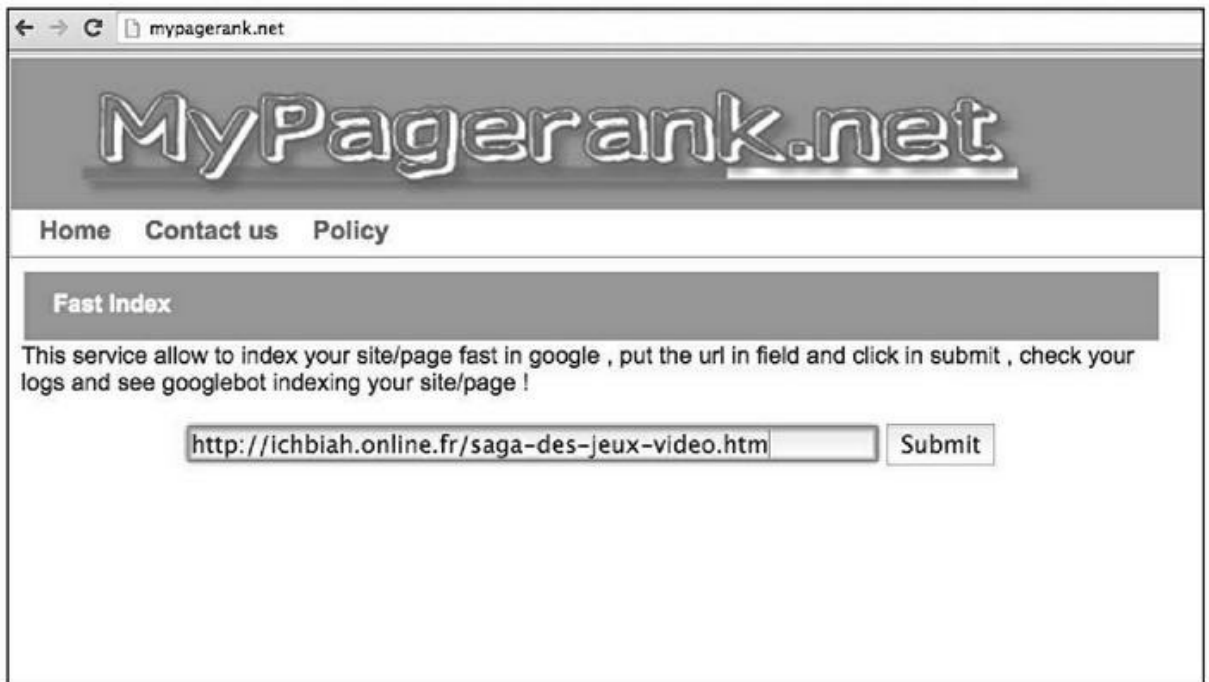 mypagerank.net
MyPagerank.net
Home Contact us Policy
Fast Index
This service allow to index your site/page fast in google , put the url in field and click in submit , check your
logs and see googlebot indexing your site/page !
http://ichbiah.online.fr/saga-des-jeux-video.htm Submit